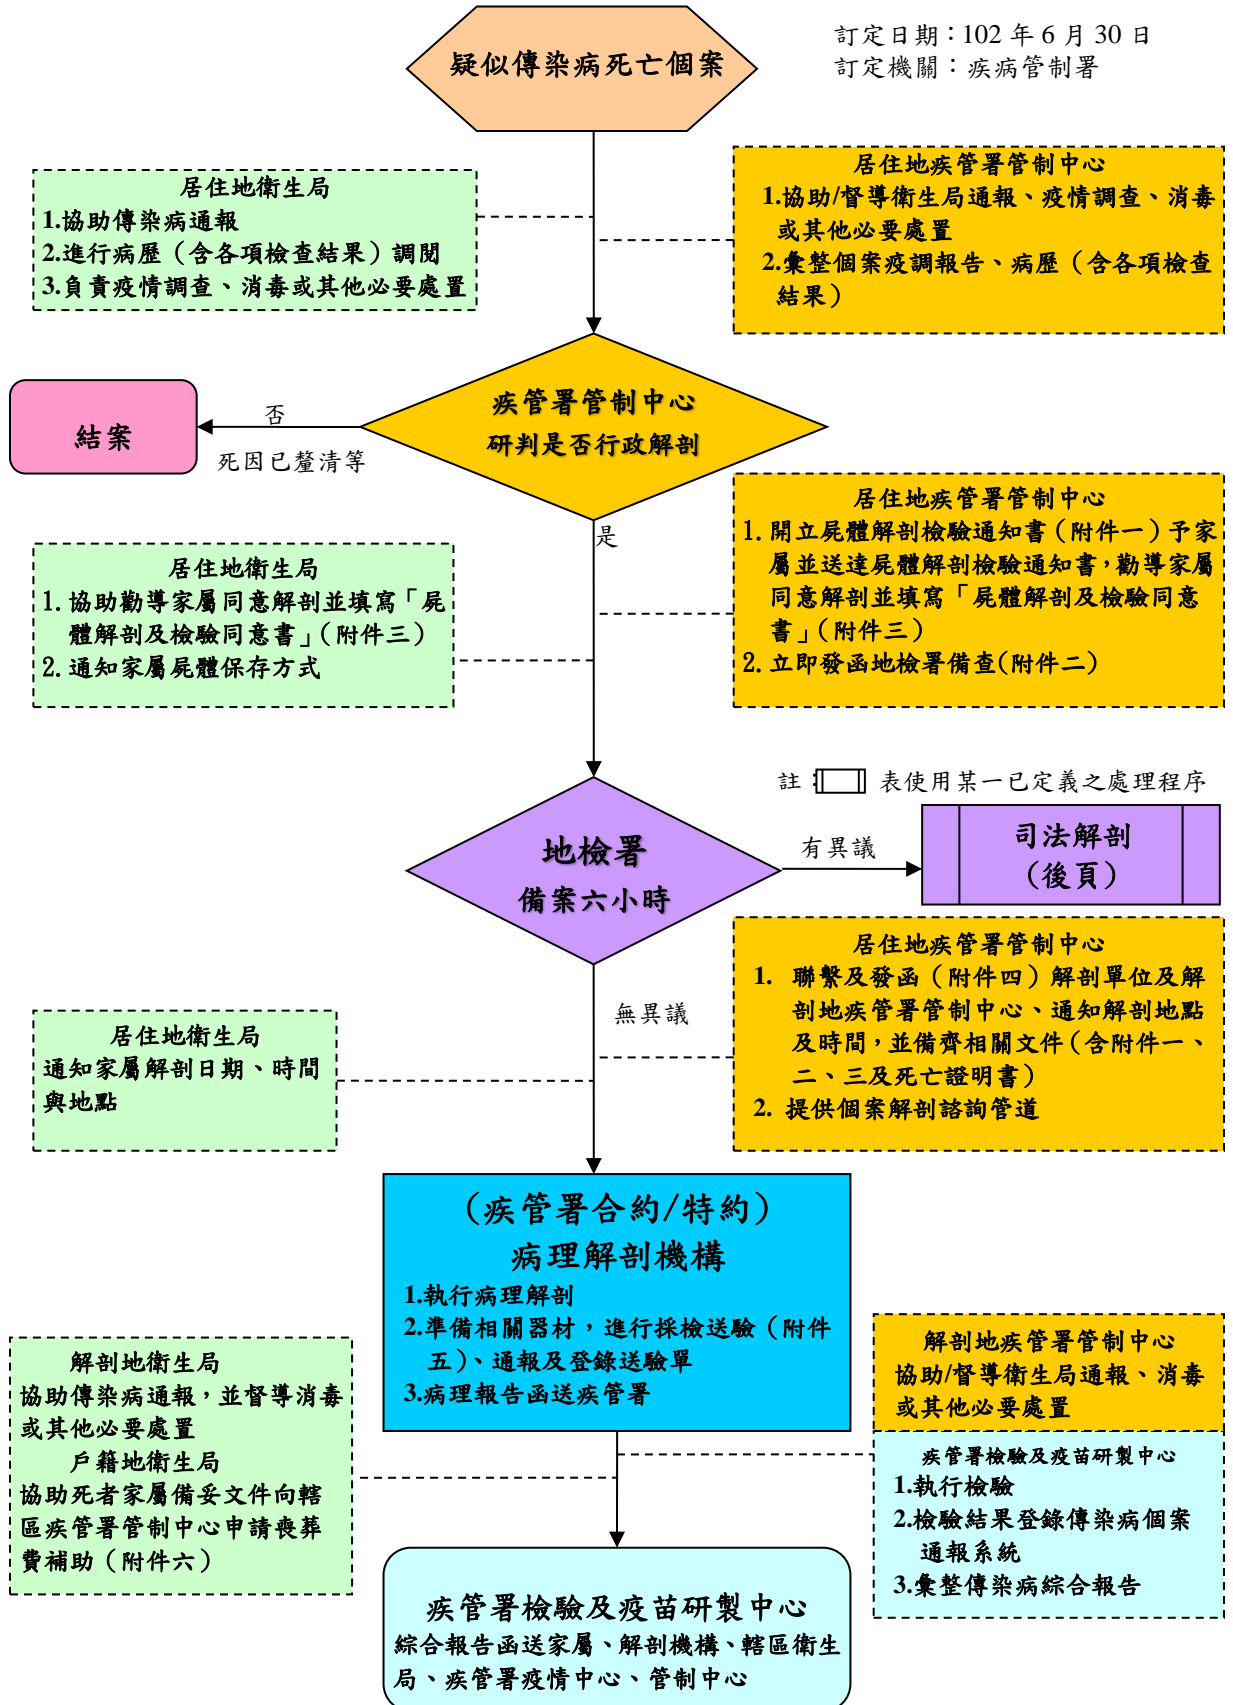 訂定日期：102 年 6 月 30 日
訂定機關：疾病管制署
疑似傳染病死亡個案
居住地衛生局
1.協助傳染病通報
2.進行病歷（含各項檢查結果）調閱
3.負責疫情調查、消毒或其他必要處置
居住地疾管署管制中心
1.協助/督導衛生局通報、疫情調查、消毒
或其他必要處置
2.彙整個案疫調報告、病歷（含各項檢查
結果）
疾管署管制中心
研判是否行政解剖
否
死因已釐清等
結案
是
居住地衛生局
1. 協助勸導家屬同意解剖並填寫「屍
體解剖及檢驗同意書」（附件三）
2. 通知家屬屍體保存方式
居住地疾管署管制中心
1. 開立屍體解剖檢驗通知書（附件一）予家
屬並送達屍體解剖檢驗通知書，勸導家屬
同意解剖並填寫「屍體解剖及檢驗同意
書」（附件三）
2. 立即發函地檢署備查(附件二）
註： 表使用某一已定義之處理程序
地檢署
備案六小時
有異議
司法解剖
（後頁）
無異議
居住地衛生局
通知家屬解剖日期、時間
與地點
居住地疾管署管制中心
1. 聯繫及發函（附件四）解剖單位及解
剖地疾管署管制中心、通知解剖地點
及時間，並備齊相關文件（含附件一、
二、三及死亡證明書）
2. 提供個案解剖諮詢管道
（疾管署合約/特約）
病理解剖機構
1.執行病理解剖
2.準備相關器材，進行採檢送驗（附件
五）、通報及登錄送驗單
3.病理報告函送疾管署
解剖地衛生局
協助傳染病通報，並督導消毒
或其他必要處置
戶籍地衛生局
協助死者家屬備妥文件向轄
區疾管署管制中心申請喪葬
費補助（附件六）
解剖地疾管署管制中心
協助/督導衛生局通報、消毒
或其他必要處置
疾管署檢驗及疫苗研製中心
1.執行檢驗
2.檢驗結果登錄傳染病個案
通報系統
3.彙整傳染病綜合報告
疾管署檢驗及疫苗研製中心
綜合報告函送家屬、解剖機構、轄區衛生
局、疾管署疫情中心、管制中心